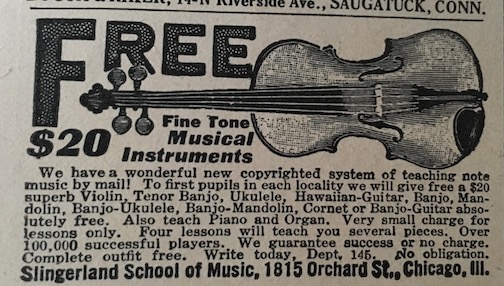 Riverside Ave., SAUGATUCK, CONN.
FREE
$20 Fine Tone
Musical
Instruments
We have a wonderful new copyrighted system of teaching note
music by mail! To first pupils in each locality we will give free a $20
superb Violin, Tenor Banjo, Ukulele, Hawaiian-Guitar, Banjo, Man-
dolin, Banjo-Ukulele, Banjo-Mandolin, Cornet or Banjo-Guitar abso-
lutely free. Also teach Piano and Organ. Very small charge for
lessons only. Four lessons will teach you several pieces. Over
100,000 successful players. We guarantee success or no charge.
Complete outfit free. Write today, Dept. 145. No obligation.
Slingerland School of Music, 1815 Orchard St., Chicago, Ill.